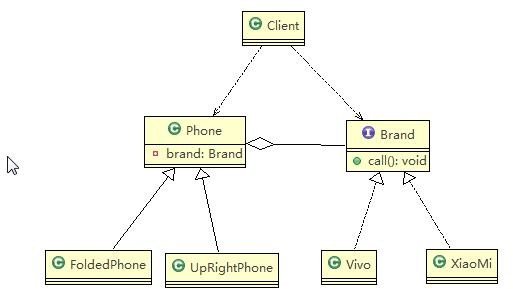 C Client
C Phone
brand: Brand
I Brand
call(): void
C FoldedPhone
C UpRightPhone
C Vivo
C XiaoMi